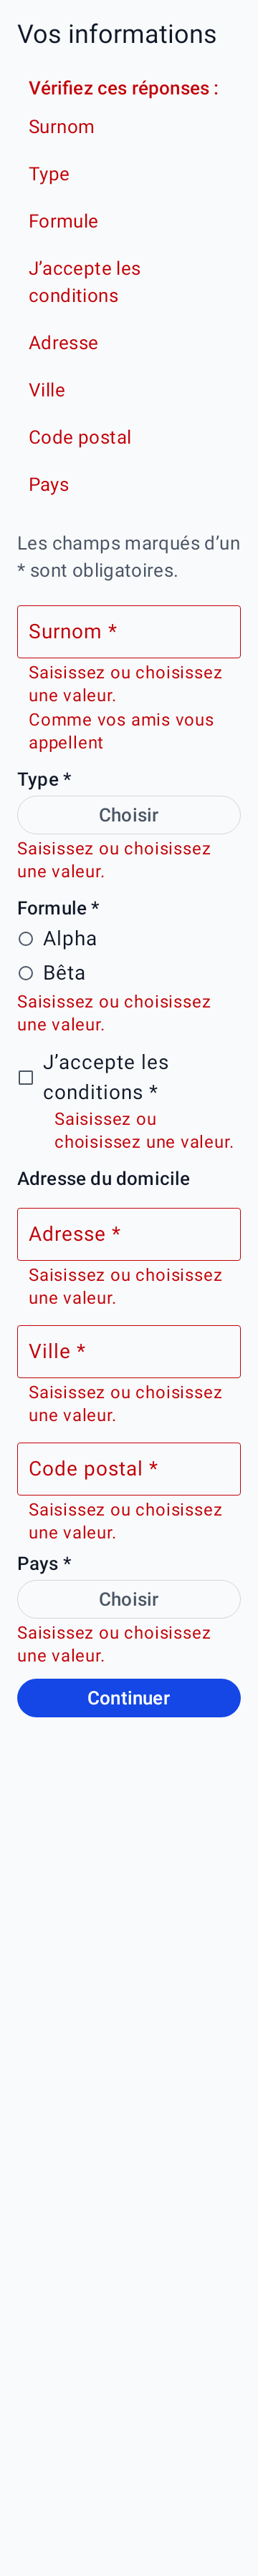 Vos informations
Vérifiez ces réponses :
Surnom
Type
Formule
J’accepte les
conditions
Adresse
Ville
Code postal
Pays
Les champs marqués d’un
* sont obligatoires.
Surnom *
Saisissez ou choisissez
une valeur.
Comme vos amis vous
appellent
Type *
Choisir
Saisissez ou choisissez
une valeur.
Formule *
Alpha
Bêta
Saisissez ou choisissez
une valeur.
J’accepte les
conditions *
Saisissez ou
choisissez une valeur.
Adresse du domicile
Adresse *
Saisissez ou choisissez
une valeur.
Ville *
Saisissez ou choisissez
une valeur.
Code postal *
Saisissez ou choisissez
une valeur.
Pays *
Choisir
Saisissez ou choisissez
une valeur.
Continuer